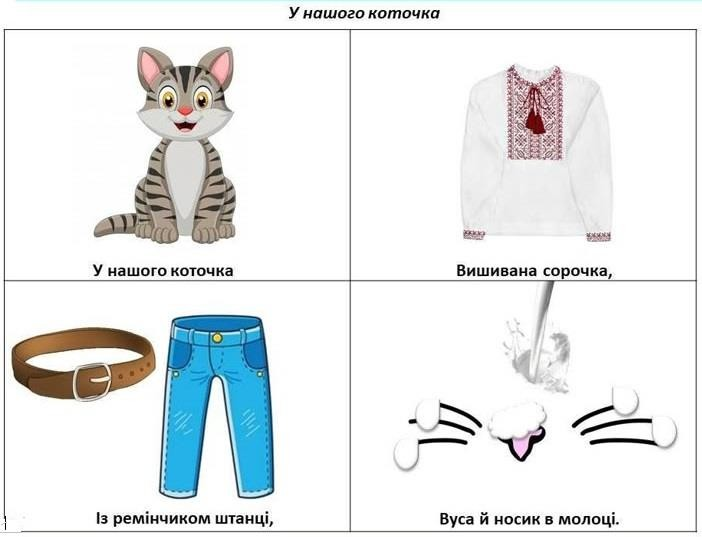 У нашого коточка
У нашого коточка
Вишивана сорочка,
Із ремінчиком штанці,
Вуса й носик в молоці.